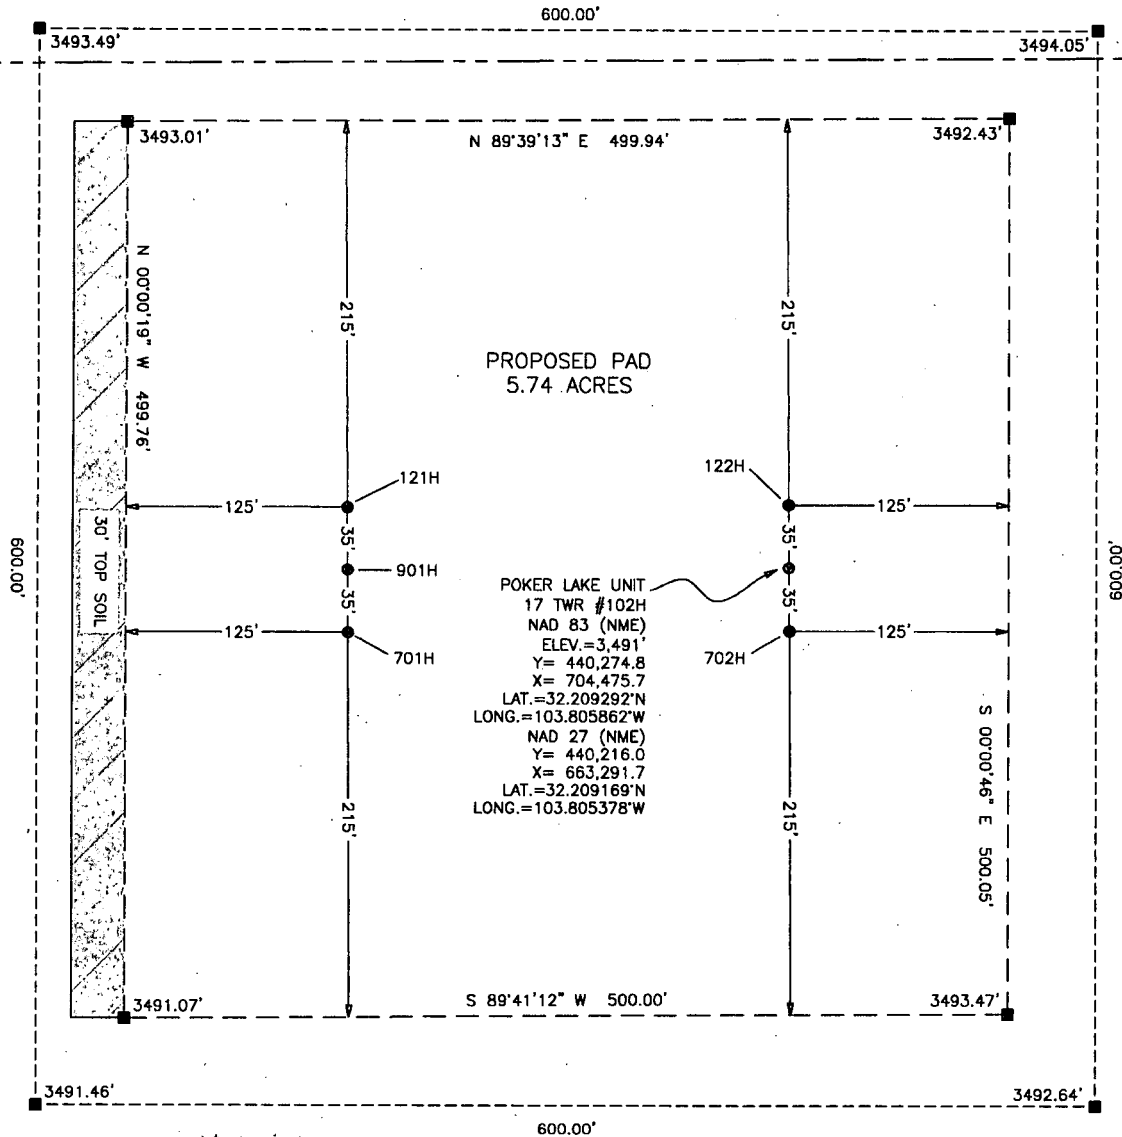 600.00'
3493.49'
3494.05'
3493.01'
N 89°39'13" E 499.94'
3492.43'
N 00°00'19" W 499.76'
215'
215'
PROPOSED PAD
5.74 ACRES
121H
122H
125'
125'
30' TOP SOIL
35'
35'
600.00'
600.00'
901H
35'
35'
POKER LAKE UNIT
17 TWR #102H
NAD 83 (NME)
ELEV.=3,491'
Y= 440,274.8
X= 704,475.7
LAT.=32.209292°N
LONG.=103.805862°W
NAD 27 (NME)
Y= 440,216.0
X= 663,291.7
LAT.=32.209169°N
LONG.=103.805378°W
125'
125'
701H
702H
S 00°00'46" E 500.05'
215'
215'
3491.07'
S 89°41'12" W 500.00'
3493.47'
3491.46'
3492.64'
600.00'